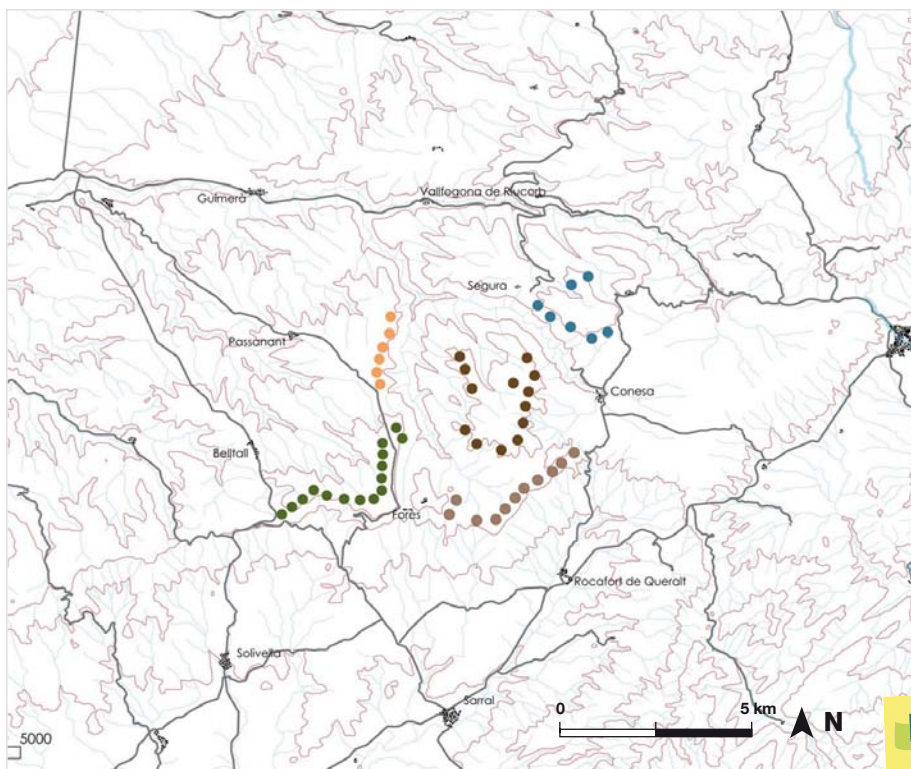 Guimerà
Vallfogona de Riucorb
Segura
Passanant
Conesa
Belltall
Forès
Rocafort de Queralt
Solivella
Sarral
0 5 km
N
5000